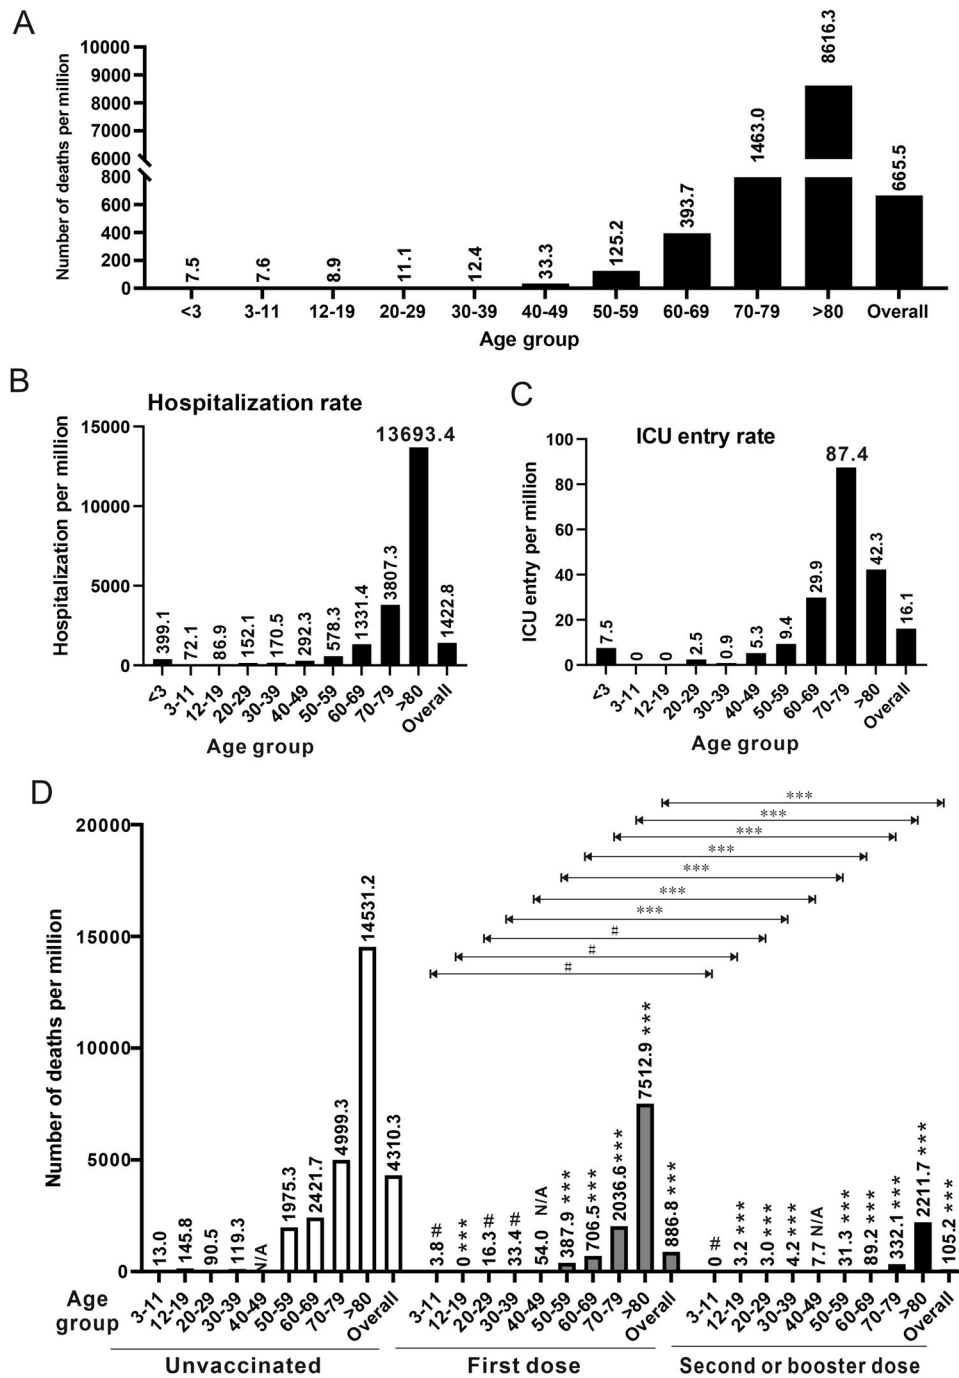 A
Number of deaths per million
10000
9000
8000
7000
6000
800
600
400
200
0
7.5 7.6 8.9 11.1 12.4 33.3 125.2 393.7 1463.0 8616.3 665.5
<3 3-11 12-19 20-29 30-39 40-49 50-59 60-69 70-79 >80 Overall
Age group
B
Hospitalization rate
Hospitalization per million
15000
10000
5000
0
399.1 72.1 86.9 152.1 170.5 292.3 578.3 1331.4 3807.3 13693.4 1422.8
<3 3-11 12-19 20-29 30-39 40-49 50-59 60-69 70-79 >80 Overall
Age group
C
ICU entry rate
ICU entry per million
100
80
60
40
20
0
7.5 0 0 2.5 0.9 5.3 9.4 29.9 87.4 42.3 16.1
<3 3-11 12-19 20-29 30-39 40-49 50-59 60-69 70-79 >80 Overall
Age group
D
Number of deaths per million
20000
15000
10000
5000
0
***
***
***
***
***
***
***
#
#
#
13.0 145.8 90.5 119.3 N/A 1975.3 2421.7 4999.3 14531.2 4310.3
3.8 # 0 *** 16.3 # 33.4 # 54.0 N/A 387.9 *** 706.5 *** 2036.6 *** 7512.9 *** 886.8 ***
0 # 3.2 *** 3.0 *** 4.2 *** 7.7 N/A 31.3 *** 89.2 *** 332.1 *** 2211.7 *** 105.2 ***
Age group
3-11 12-19 20-29 30-39 40-49 50-59 60-69 70-79 >80 Overall
3-11 12-19 20-29 30-39 40-49 50-59 60-69 70-79 >80 Overall
3-11 12-19 20-29 30-39 40-49 50-59 60-69 70-79 >80 Overall
Unvaccinated
First dose
Second or booster dose